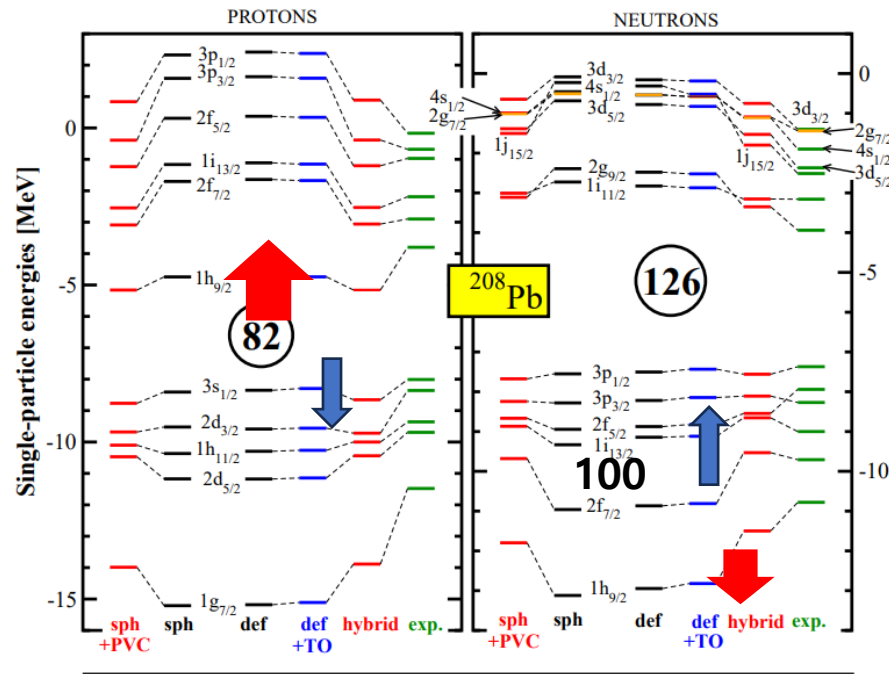 PROTONS
NEUTRONS
Single-particle energies [MeV]
0
-5
-10
-15
3p1/2
3p3/2
2f5/2
1i13/2
2f7/2
1h9/2
82
3s1/2
2d3/2
1h11/2
2d5/2
1g7/2
sph +PVC
sph
def
def +TO
hybrid
exp.
208Pb
4s1/2
2g7/2
1j15/2
3d3/2
4s1/2
3d5/2
2g9/2
1i11/2
126
3p1/2
3p3/2
2f5/2
1i13/2
100
2f7/2
1h9/2
1j15/2
3d3/2
2g7/2
4s1/2
3d5/2
0
-5
-10
sph +PVC
sph
def
def +TO
hybrid
exp.